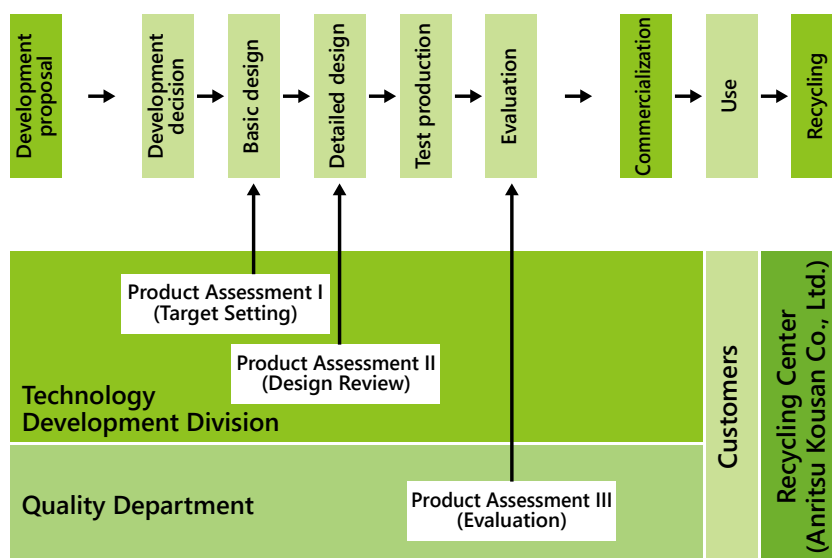 Development
proposal
Development
decision
Basic design
Detailed design
Test production
Evaluation
Commercialization
Use
Recycling
Product Assessment I
(Target Setting)
Product Assessment II
(Design Review)
Technology
Development Division
Product Assessment III
(Evaluation)
Quality Department
Customers
Recycling Center
(Anritsu Kousan Co., Ltd.)